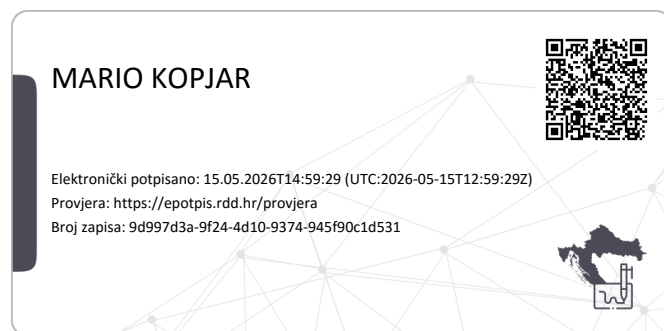 MARIO KOPJAR
Elektronički potpisano: 15.05.2026T14:59:29 (UTC:2026-05-15T12:59:29Z)
Provjera: https://epotpis.rdd.hr/provjera
Broj zapisa: 9d997d3a-9f24-4d10-9374-945f90c1d531